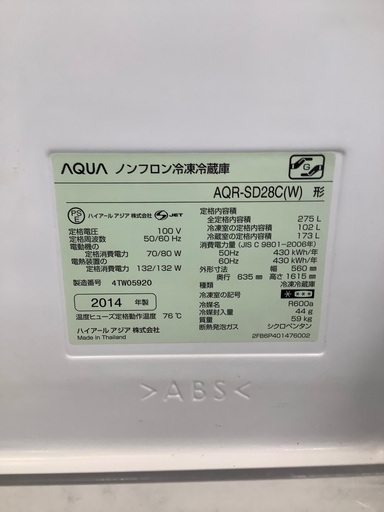 AQUA ノンフロン冷凍冷蔵庫
AQR-SD28C(W) 形
PS E ハイアール アジア 株式会社 JET
定格電圧 100 V
定格周波数 50/60 Hz
電動機の
定格消費電力 70/80 W
電熱装置の
定格消費電力 132/132 W
製造番号 4TW05920
2014 年製
温度ヒューズ定格動作温度 76℃
ハイアール アジア 株式会社
Made in Thailand
定格内容積
全定格内容積 275 L
冷凍室の定格内容積 102 L
冷蔵室の定格内容積 173 L
消費電力量 (JIS C 9801-2006年)
50Hz 430 kWh/年
60Hz 430 kWh/年
外形寸法 幅 560 mm
奥行 635 mm 高さ 1615 mm
種類 冷凍冷蔵庫
冷凍室の記号
冷媒名 R600a
冷媒封入量 44 g
質量 59 kg
断熱発泡ガス シクロペンタン
2FB6P401476002
>ABS<